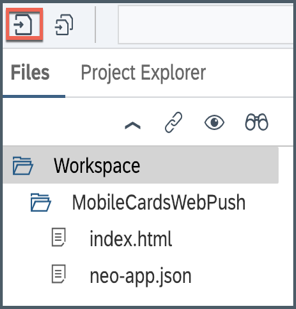 Files Project Explorer
Workspace
MobileCardsWebPush
index.html
neo-app.json